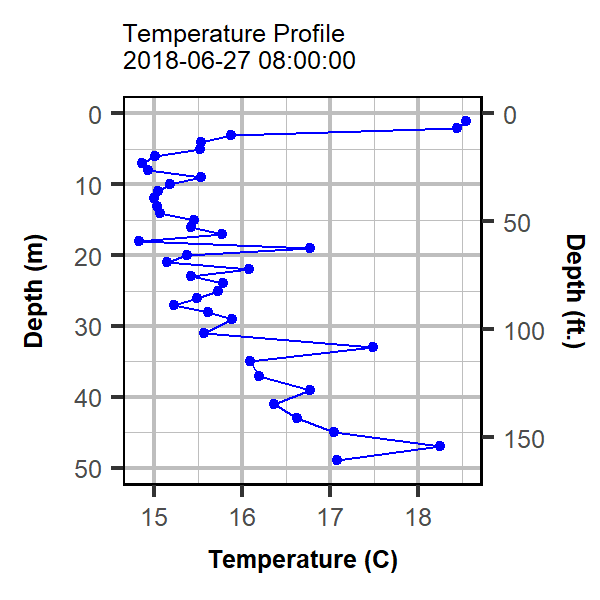 Temperature Profile
2018-06-27 08:00:00
0
10
20
30
40
50
Depth (m)
0
50
100
150
Depth (ft.)
15 16 17 18
Temperature (C)